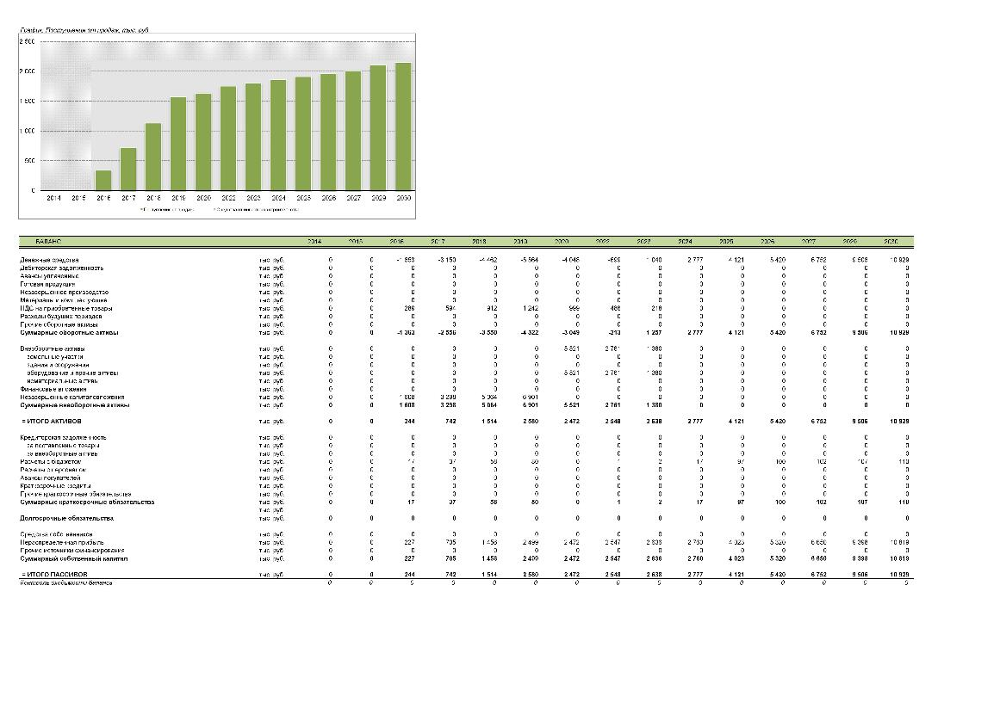 График. Поступления от продаж, тыс. руб
2 500
2 000
1 500
1 000
500
0
2014 2015 2016 2017 2018 2019 2020 2022 2023 2024 2025 2026 2027 2029 2030
БАЛАНС 2014 2015 2016 2017 2018 2019 2020 2022 2023 2024 2025 2026 2027 2029 2030
Денежные средства тыс. руб. 0 0 -3 150 -4 462 -5 564 -4 048 -699 1 040 2 777 4 121 5 420 6 752 9 506 10 929
Дебиторская задолженность тыс. руб. 0 0 0 0 0 0 0 0 0 0 0 0 0 0 0
Авансы уплаченные тыс. руб. 0 0 0 0 0 0 0 0 0 0 0 0 0 0 0
Готовая продукция тыс. руб. 0 0 0 0 0 0 0 0 0 0 0 0 0 0 0
Незавершенное производство тыс. руб. 0 0 0 0 0 0 0 0 0 0 0 0 0 0 0
Материалы и комплектующие тыс. руб. 0 0 0 0 0 0 0 0 0 0 0 0 0 0 0
НДС на приобретенные товары тыс. руб. 0 0 289 594 912 1 242 999 486 218 0 0 0 0 0 0
Расходы будущих периодов тыс. руб. 0 0 0 0 0 0 0 0 0 0 0 0 0 0 0
Прочие оборотные активы тыс. руб. 0 0 0 0 0 0 0 0 0 0 0 0 0 0 0
Суммарные оборотные активы тыс. руб. 0 0 -1 363 -2 556 -3 550 -4 322 -3 049 -213 1 257 2 777 4 121 5 420 6 752 9 506 10 929
Внеоборотные активы тыс. руб. 0 0 0 0 0 0 5 521 2 761 1 380 0 0 0 0 0 0
земельные участки тыс. руб. 0 0 0 0 0 0 0 0 0 0 0 0 0 0 0
здания и сооружения тыс. руб. 0 0 0 0 0 0 0 0 0 0 0 0 0 0 0
оборудование и прочие активы тыс. руб. 0 0 0 0 0 0 5 521 2 761 1 380 0 0 0 0 0 0
нематериальные активы тыс. руб. 0 0 0 0 0 0 0 0 0 0 0 0 0 0 0
Финансовые вложения тыс. руб. 0 0 0 0 0 0 0 0 0 0 0 0 0 0 0
Незавершенные капиталовложения тыс. руб. 0 0 1 608 3 298 5 064 6 901 0 0 0 0 0 0 0 0 0
Суммарные внеоборотные активы тыс. руб. 0 0 1 608 3 298 5 064 6 901 5 521 2 761 1 380 0 0 0 0 0 0
= ИТОГО АКТИВОВ тыс. руб. 0 0 244 742 1 514 2 580 2 472 2 548 2 638 2 777 4 121 5 420 6 752 9 506 10 929
Кредиторская задолженность тыс. руб. 0 0 0 0 0 0 0 0 0 0 0 0 0 0 0
за поставленные товары тыс. руб. 0 0 0 0 0 0 0 0 0 0 0 0 0 0 0
за внеоборотные активы тыс. руб. 0 0 0 0 0 0 0 0 0 0 0 0 0 0 0
Расчеты с бюджетом тыс. руб. 0 0 17 37 58 80 0 1 2 17 97 100 102 107 110
Расчеты с персоналом тыс. руб. 0 0 0 0 0 0 0 0 0 0 0 0 0 0 0
Авансы покупателей тыс. руб. 0 0 0 0 0 0 0 0 0 0 0 0 0 0 0
Краткосрочные кредиты тыс. руб. 0 0 0 0 0 0 0 0 0 0 0 0 0 0 0
Прочие краткосрочные обязательства тыс. руб. 0 0 0 0 0 0 0 0 0 0 0 0 0 0 0
Суммарные краткосрочные обязательства тыс. руб. 0 0 17 37 58 80 0 1 2 17 97 100 102 107 110
тыс. руб.
Долгосрочные обязательства тыс. руб. 0 0 0 0 0 0 0 0 0 0 0 0 0 0 0
Средства собственников тыс. руб. 0 0 0 0 0 0 0 0 0 0 0 0 0 0 0
Нераспределенная прибыль тыс. руб. 0 0 227 705 1 456 2 499 2 472 2 547 2 636 2 760 4 023 5 320 6 650 9 398 10 819
Прочие источники финансирования тыс. руб. 0 0 0 0 0 0 0 0 0 0 0 0 0 0 0
Суммарный собственный капитал тыс. руб. 0 0 227 705 1 456 2 499 2 472 2 547 2 636 2 760 4 023 5 320 6 650 9 398 10 819
= ИТОГО ПАССИВОВ тыс. руб. 0 0 244 742 1 514 2 580 2 472 2 548 2 638 2 777 4 121 5 420 6 752 9 506 10 929
Контроль сходимости баланса 0 0 0 0 0 0 0 0 0 0 0 0 0 0 0